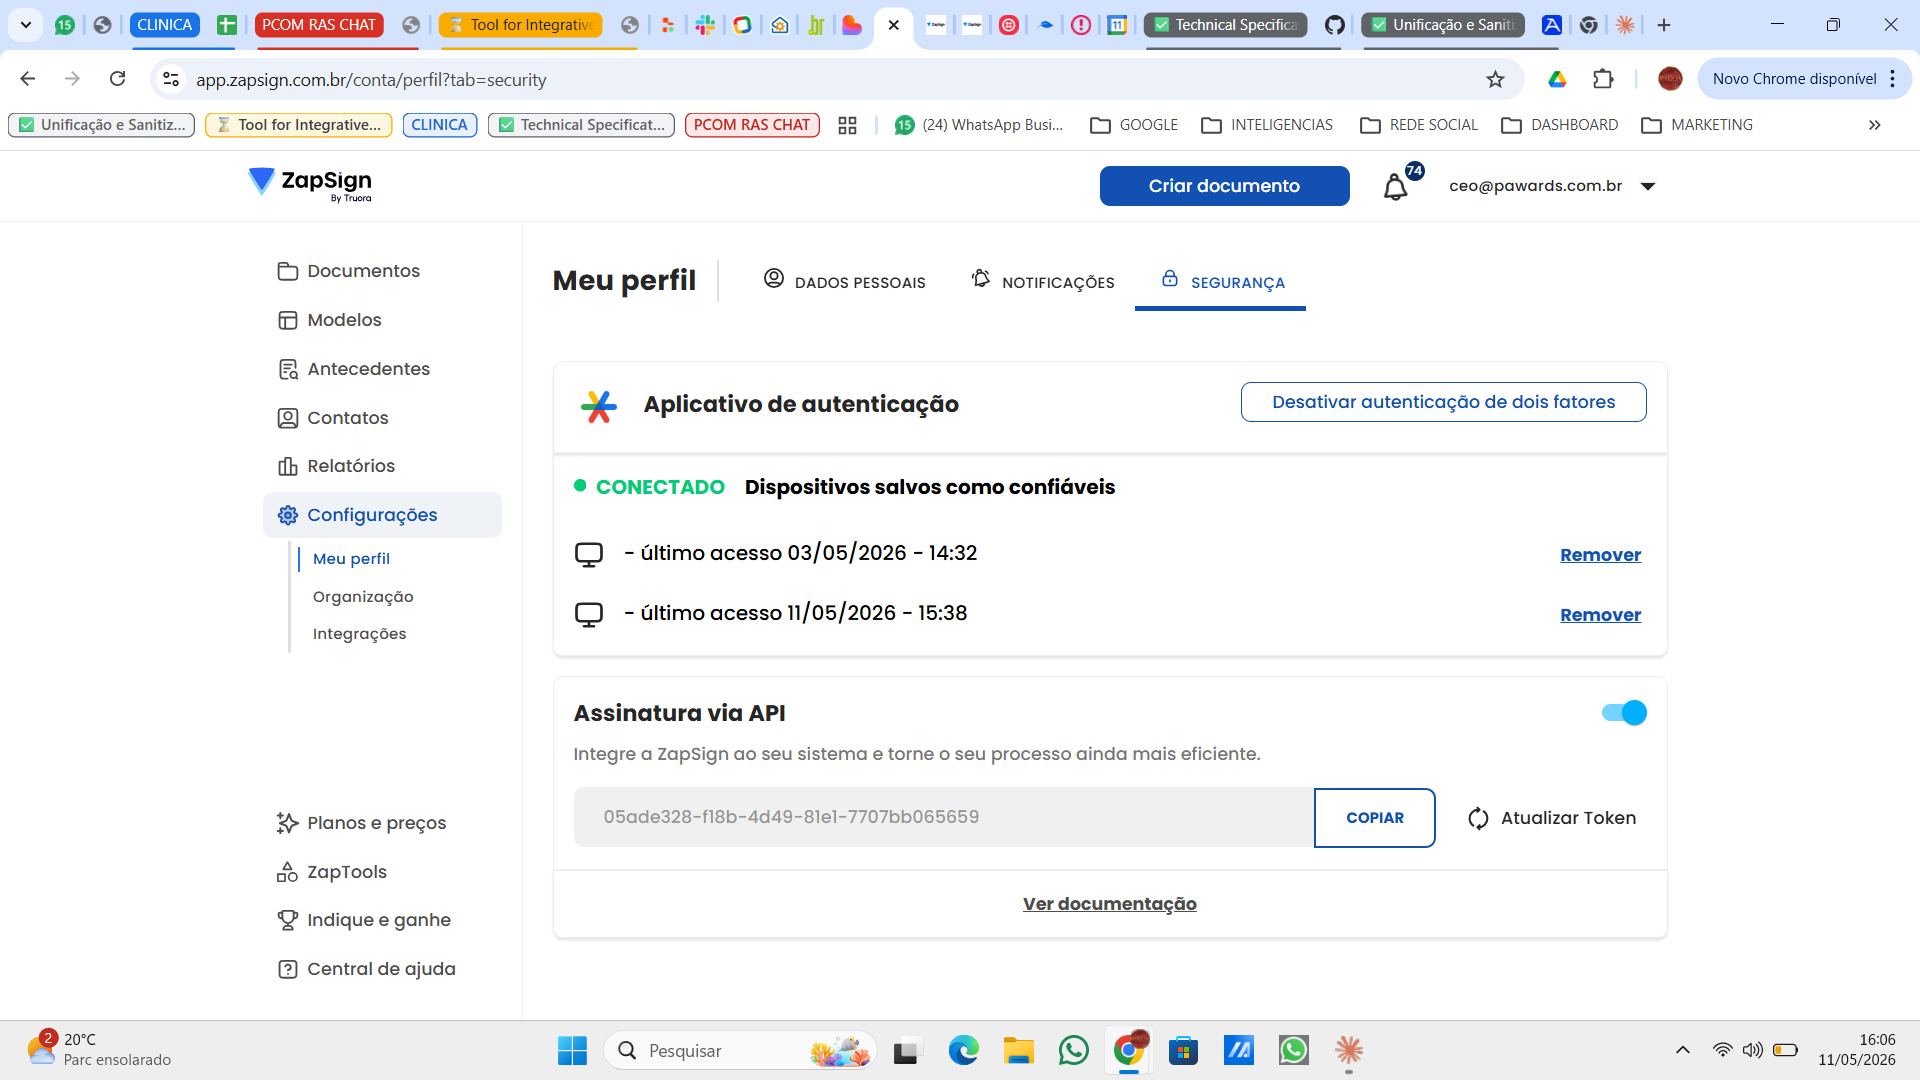 15
CLINICA
PCOM RAS CHAT
Tool for Integrative
Technical Specifica
Unificação e Saniti
app.zapsign.com.br/conta/perfil?tab=security
Novo Chrome disponível
Unificação e Sanitiz...
Tool for Integrative...
CLINICA
Technical Specificat...
PCOM RAS CHAT
15
(24) WhatsApp Busi...
GOOGLE
INTELIGENCIAS
REDE SOCIAL
DASHBOARD
MARKETING
ZapSign
By Truora
Criar documento
74
ceo@pawards.com.br
Documentos
Modelos
Antecedentes
Contatos
Relatórios
Configurações
Meu perfil
Organização
Integrações
Planos e preços
ZapTools
Indique e ganhe
Central de ajuda
Meu perfil
DADOS PESSOAIS
NOTIFICAÇÕES
SEGURANÇA
Aplicativo de autenticação
Desativar autenticação de dois fatores
CONECTADO
Dispositivos salvos como confiáveis
- último acesso 03/05/2026 - 14:32
Remover
- último acesso 11/05/2026 - 15:38
Remover
Assinatura via API
Integre a ZapSign ao seu sistema e torne o seu processo ainda mais eficiente.
05ade328-f18b-4d49-81e1-7707bb065659
COPIAR
Atualizar Token
Ver documentação
2
20°C
Parc ensolarado
Pesquisar
16:06
11/05/2026